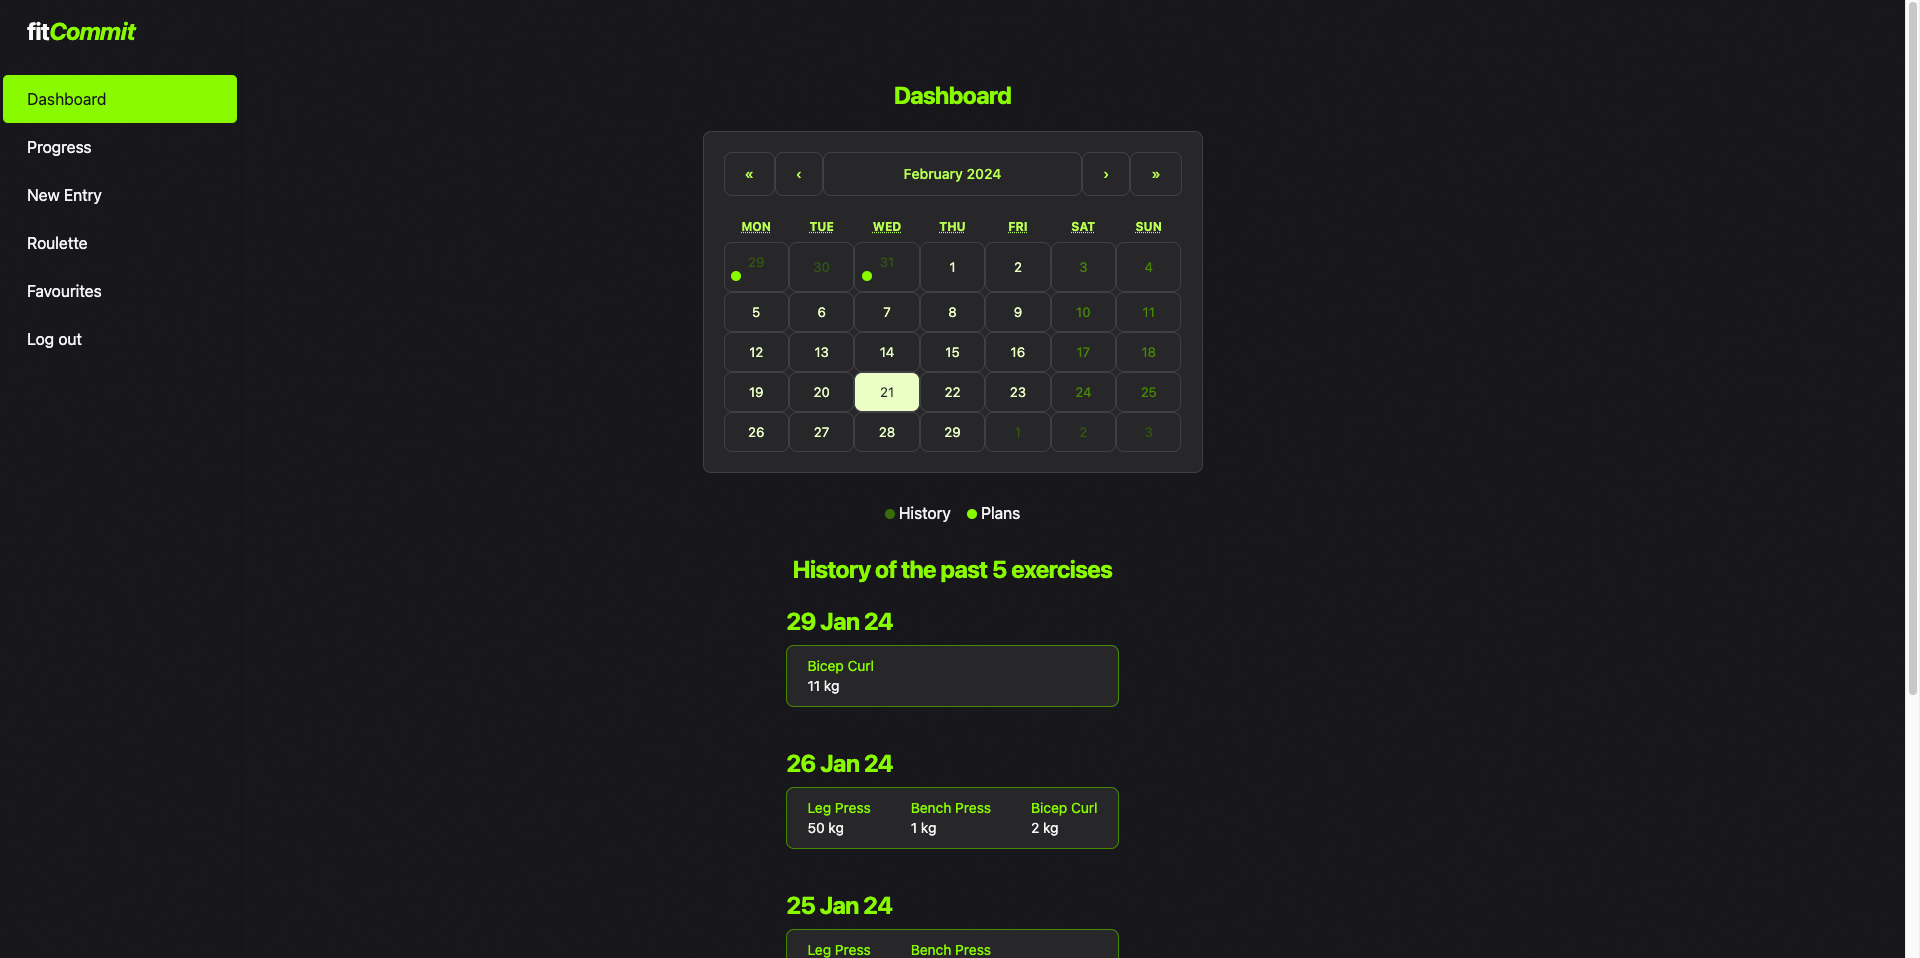 fitCommit
Dashboard
Progress
New Entry
Roulette
Favourites
Log out
Dashboard
« ‹ February 2024 › »
MON TUE WED THU FRI SAT SUN
29 30 31 1 2 3 4
5 6 7 8 9 10 11
12 13 14 15 16 17 18
19 20 21 22 23 24 25
26 27 28 29 1 2 3
History Plans
History of the past 5 exercises
29 Jan 24
Bicep Curl
11 kg
26 Jan 24
Leg Press Bench Press Bicep Curl
50 kg 1 kg 2 kg
25 Jan 24
Leg Press Bench Press